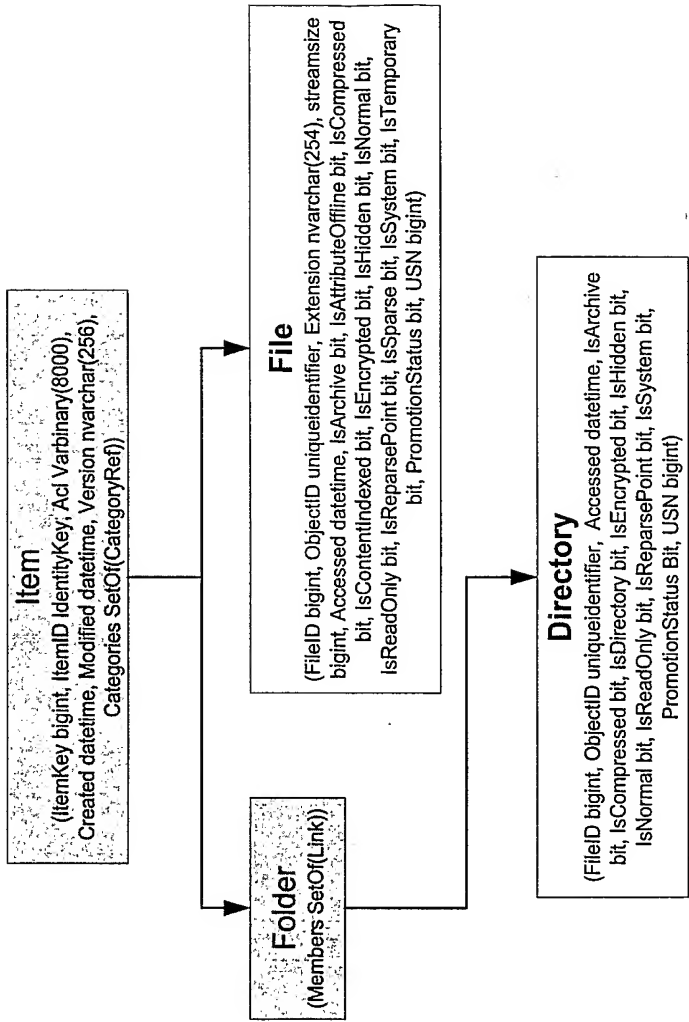 Item
(ItemKey bigint, ItemID IdentityKey, Acl Varbinary(8000),
Created datetime, Modified datetime, Version nvarchar(256),
Categories SetOf(CategoryRef))
Folder
(Members SetOf(Link))
File
(FileID bigint, ObjectID uniqueidentifier, Extension nvarchar(254), streamsize
bigint, Accessed datetime, IsArchive bit, IsAttributeOffline bit, IsCompressed
bit, IsContentIndexed bit, IsEncrypted bit, IsHidden bit, IsNormal bit,
IsReadOnly bit, IsReparsePoint bit, IsSparse bit, IsSystem bit, IsTemporary
bit, PromotionStatus bit, USN bigint)
Directory
(FileID bigint, ObjectID uniqueidentifier, Accessed datetime, IsArchive
bit, IsCompressed bit, IsDirectory bit, IsEncrypted bit, IsHidden bit,
IsNormal bit, IsReadOnly bit, IsReparsePoint bit, IsSystem bit,
PromotionStatus Bit, USN bigint)